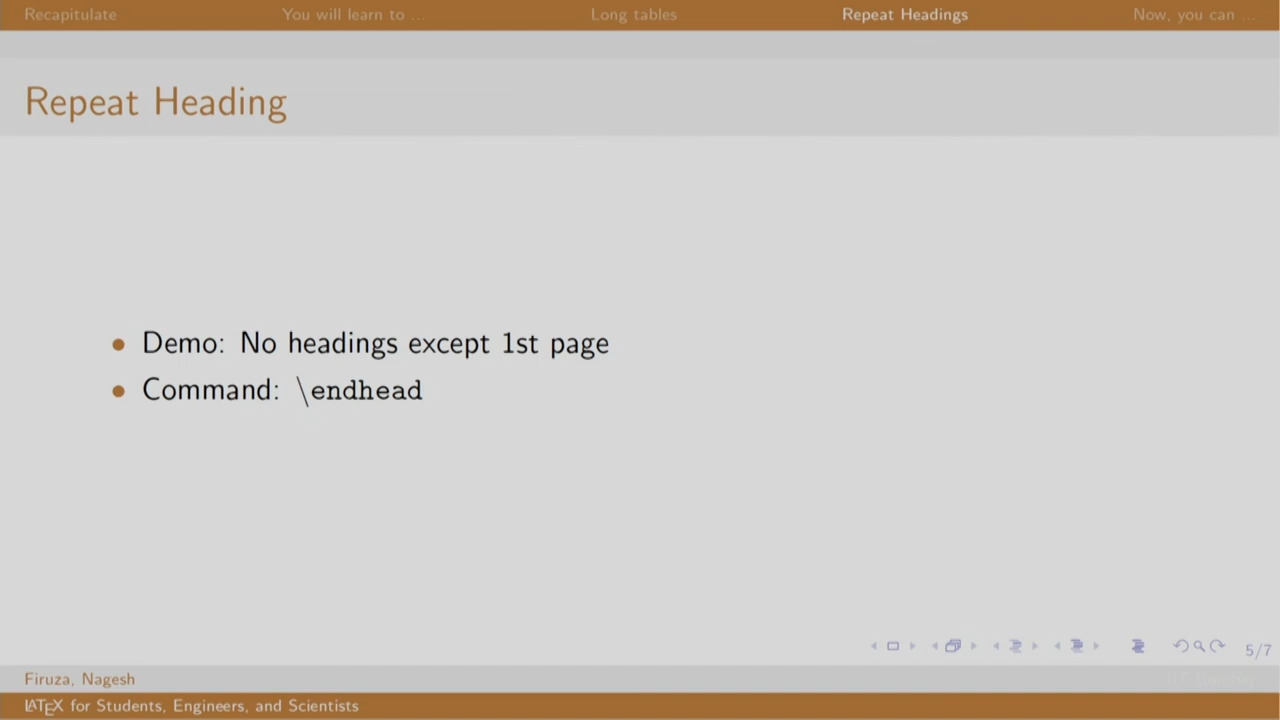 Recapitulate You will learn to ... Long tables Repeat Headings Now, you can ...
Repeat Heading
• Demo: No headings except 1st page
• Command: \endhead
5/7
Firuza, Nagesh
LATEX for Students, Engineers, and Scientists